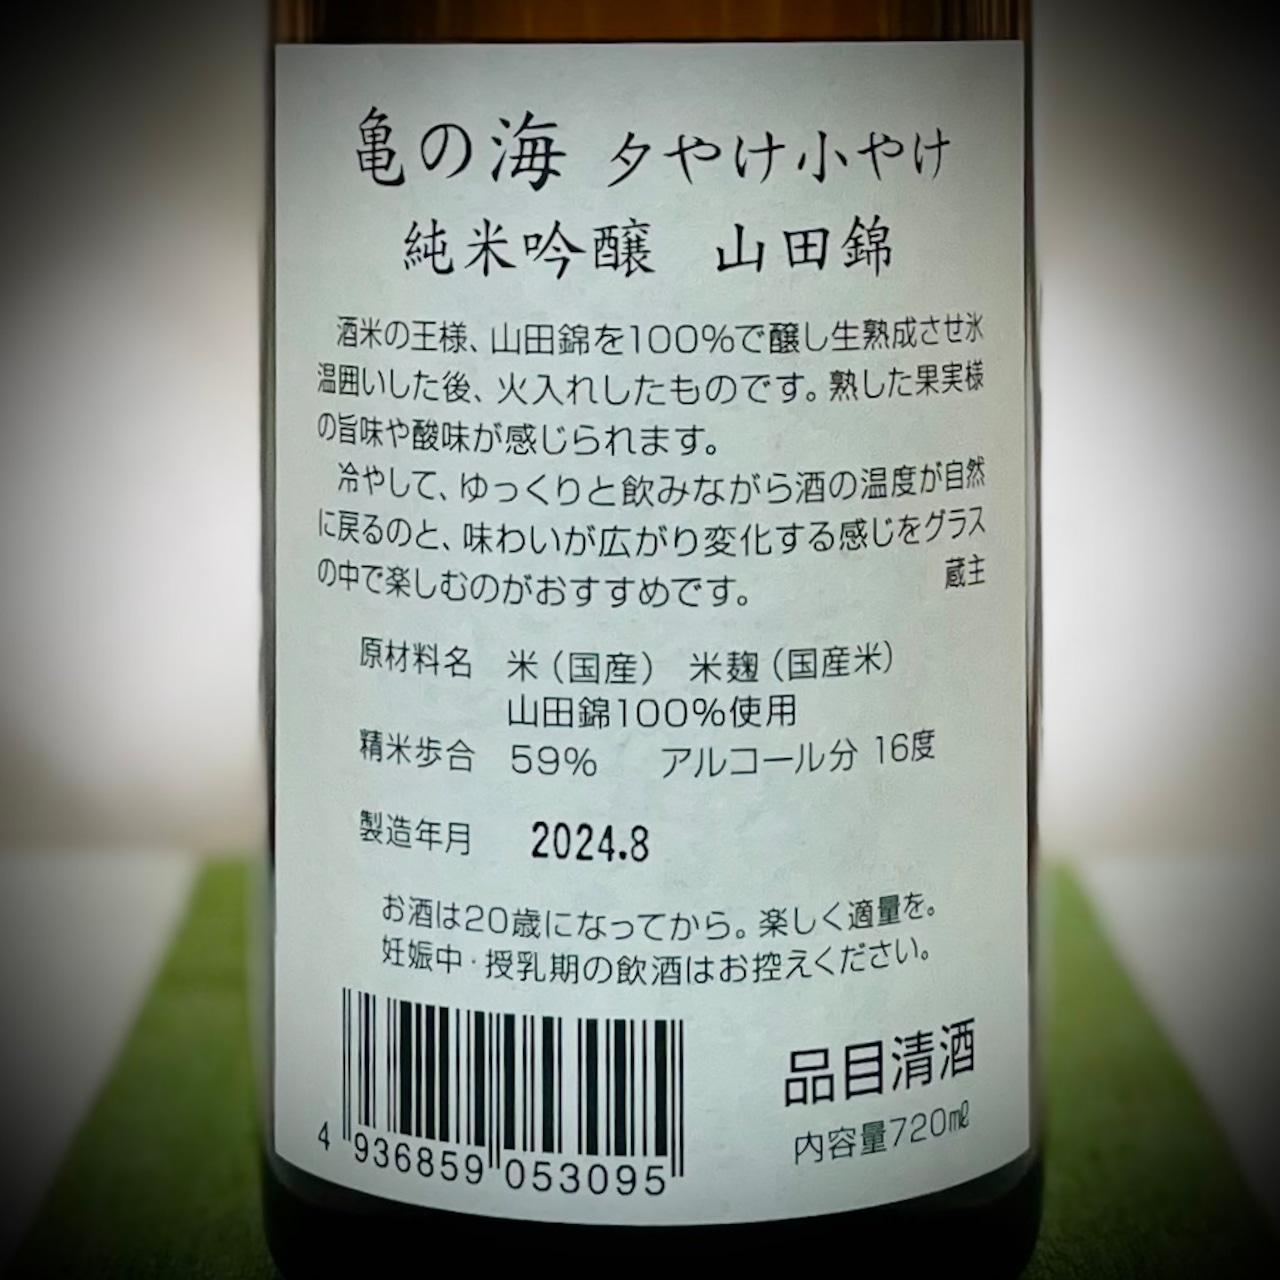 亀の海 夕やけ小やけ
純米吟醸 山田錦
酒米の王様、山田錦を100%で醸し生熟成させ氷
温囲いした後、火入れしたものです。熟した果実様
の旨味や酸味が感じられます。
冷やして、ゆっくりと飲みながら酒の温度が自然
に戻るのと、味わいが広がり変化する感じをグラス
の中で楽しむのがおすすめです。 蔵主
原材料名 米（国産） 米麹（国産米）
山田錦100%使用
精米歩合 59% アルコール分 16度
製造年月 2024.8
お酒は20歳になってから。楽しく適量を。
妊娠中・授乳期の飲酒はお控えください。
品目清酒
内容量720㎖
4 936859 053095